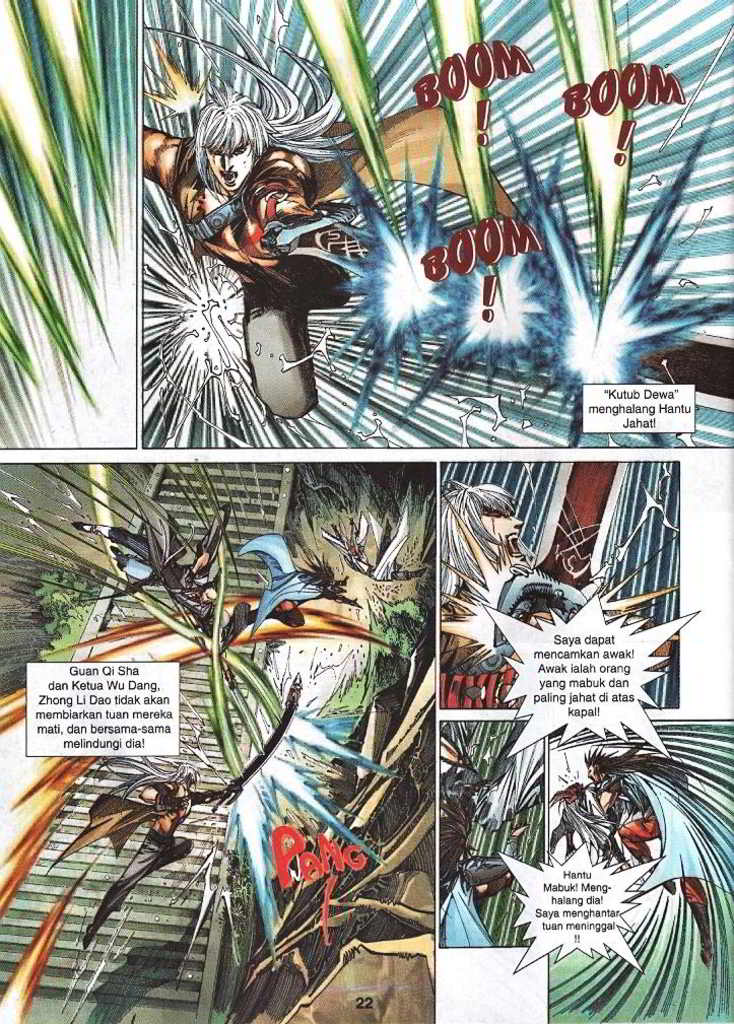 BOOM
!
BOOM
!
BOOM
!
"Kutub Dewa"
menghalang Hantu
Jahat!
Guan Qi Sha
dan Ketua Wu Dang,
Zhong Li Dao tidak akan
membiarkan tuan mereka
mati, dan bersama-sama
melindungi dia!
PANG
!
Saya dapat
mencamkan awak!
Awak ialah orang
yang mabuk dan
paling jahat di atas
kapal!
Hantu
Mabuk! Meng-
halang dia!
Saya menghantar
tuan meninggal
!!
22